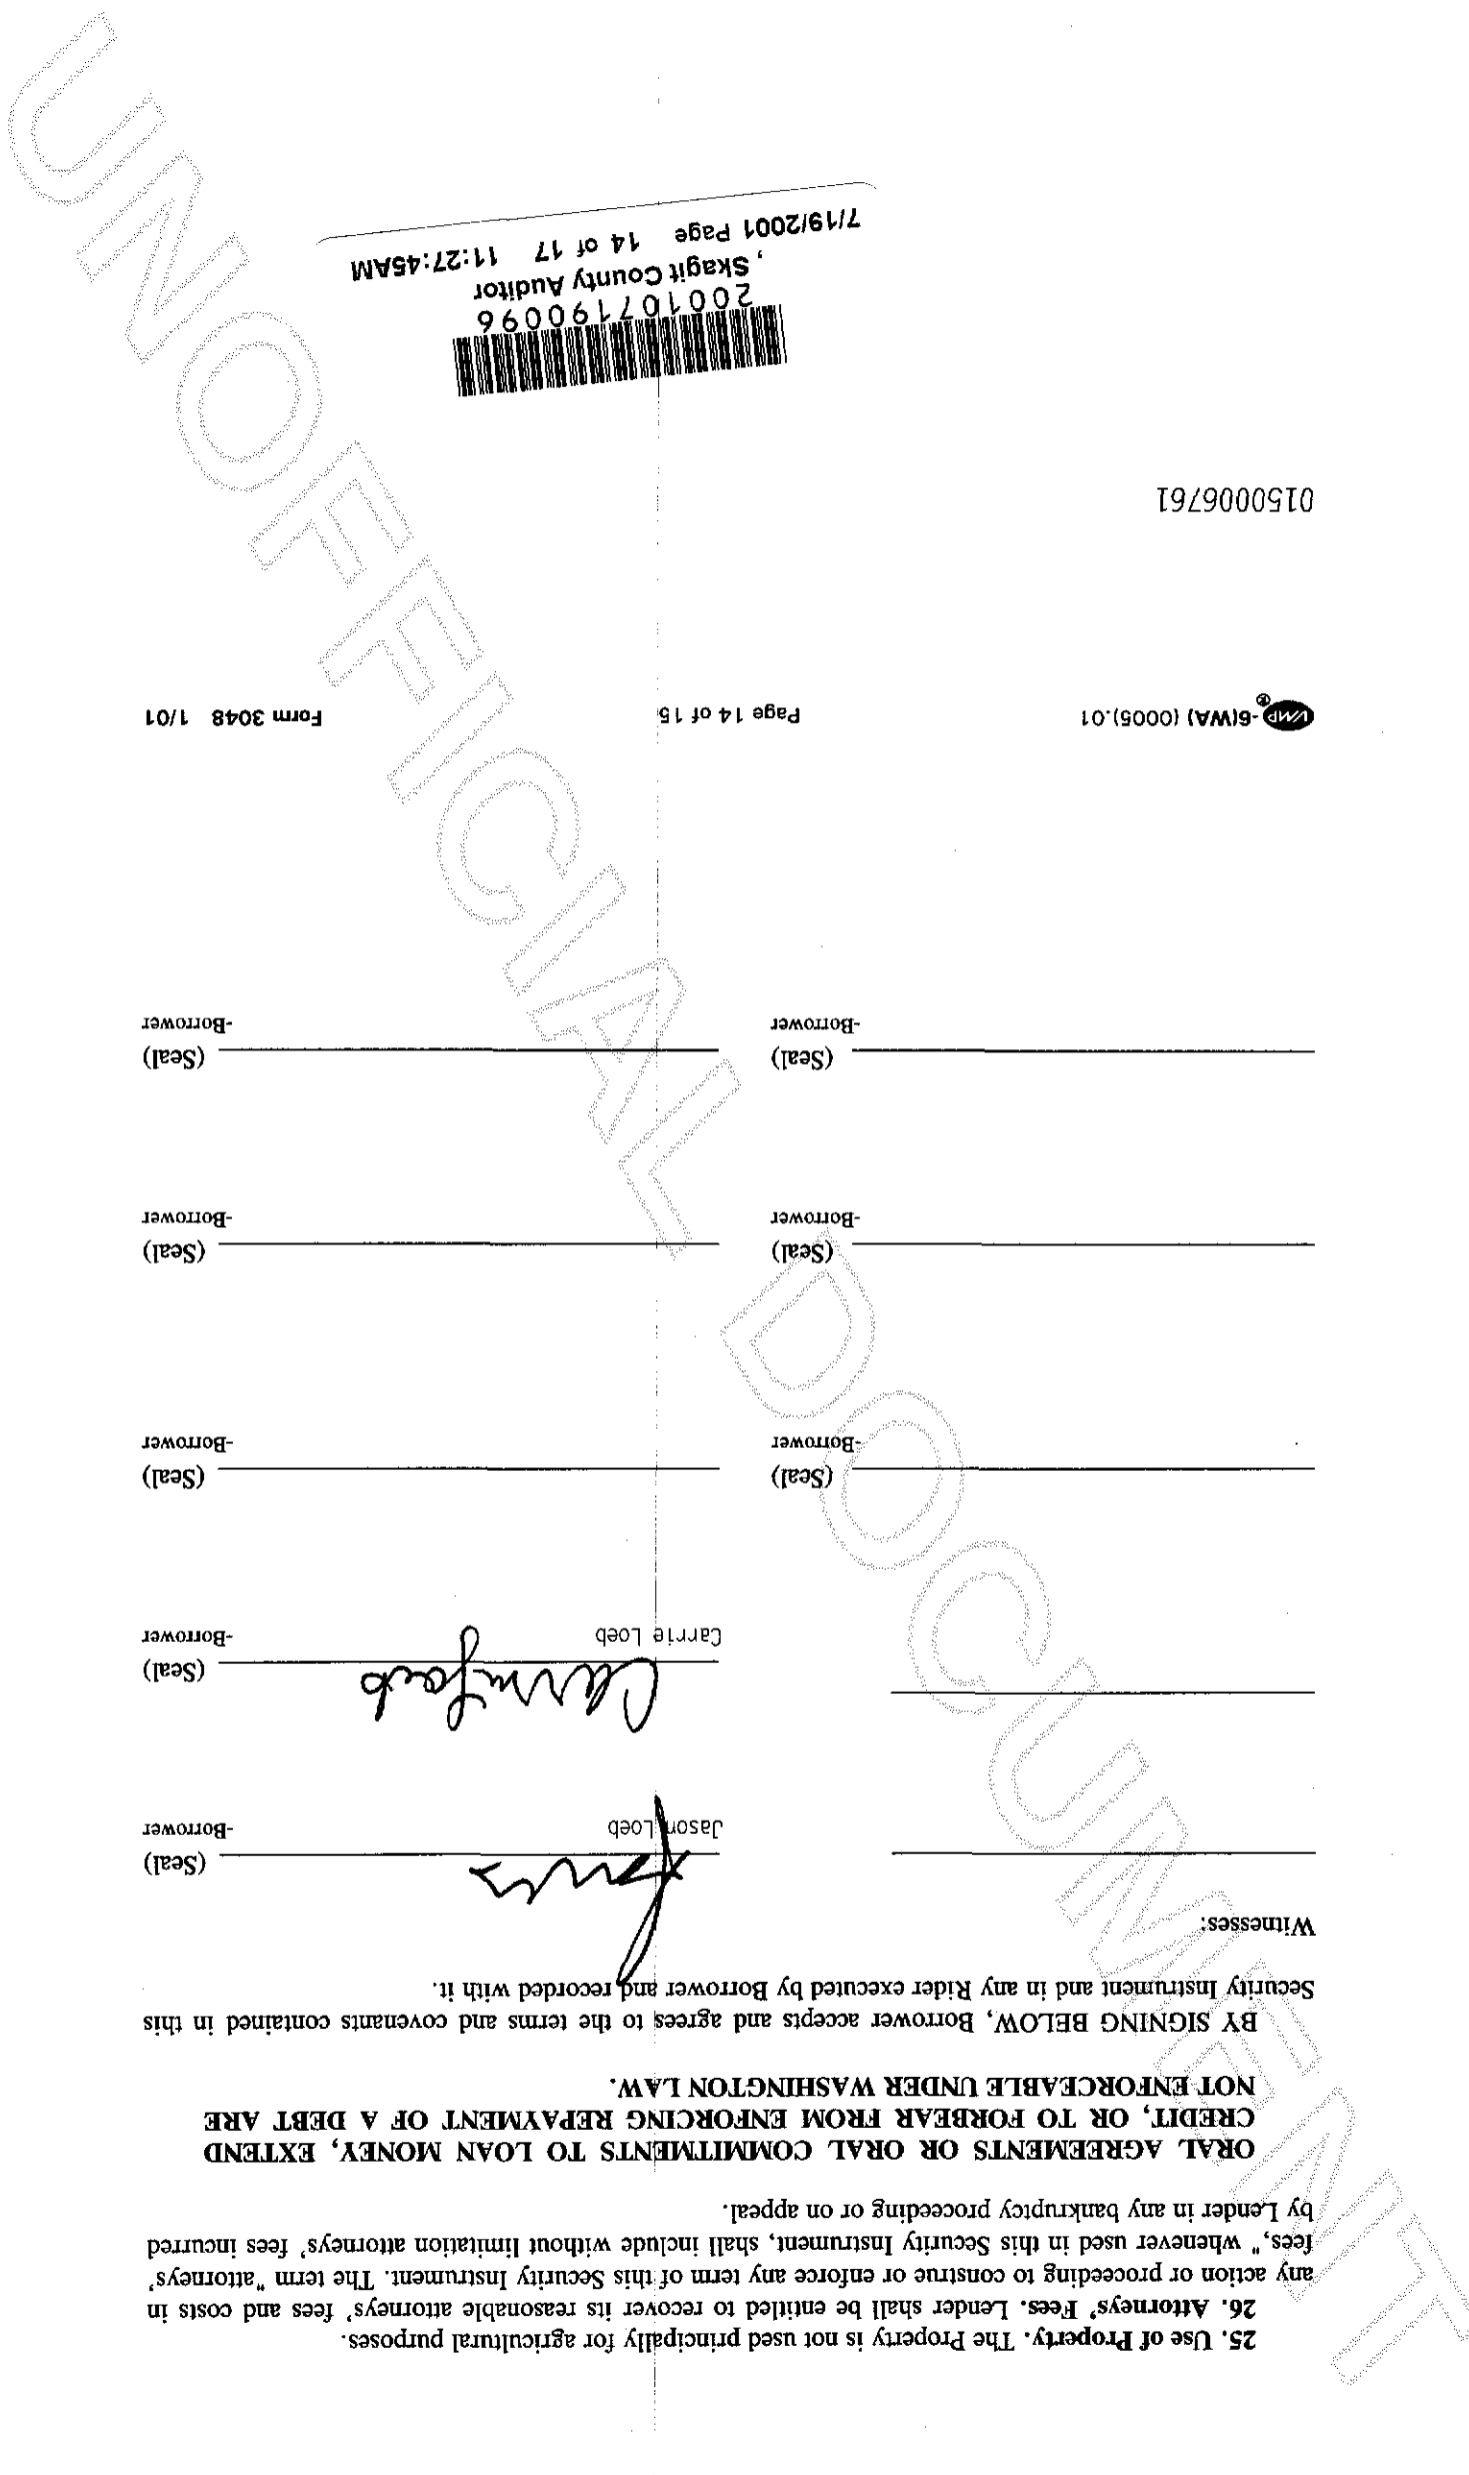 25. Use of Property. The Property is not used principally for agricultural purposes.
26. Attorneys' Fees. Lender shall be entitled to recover its reasonable attorneys' fees and costs in
any action or proceeding to construe or enforce any term of this Security Instrument. The term "attorneys'
fees," whenever used in this Security Instrument, shall include without limitation attorneys' fees incurred
by Lender in any bankruptcy proceeding or on appeal.
ORAL AGREEMENTS OR ORAL COMMITMENTS TO LOAN MONEY, EXTEND
CREDIT, OR TO FORBEAR FROM ENFORCING REPAYMENT OF A DEBT ARE
NOT ENFORCEABLE UNDER WASHINGTON LAW.
BY SIGNING BELOW, Borrower accepts and agrees to the terms and covenants contained in this
Security Instrument and in any Rider executed by Borrower and recorded with it.
Witnesses:
(Seal)
Jason Loeb -Borrower
Carrie Loeb (Seal)
Carrie Loeb -Borrower
(Seal) (Seal)
-Borrower -Borrower
(Seal) (Seal)
-Borrower -Borrower
(Seal) (Seal)
-Borrower -Borrower
VMP®-6(WA) (0005).01 Page 14 of 15 Form 3048 1/01
0150006761
200107190096
, Skagit County Auditor
7/19/2001 Page 14 of 17 11:27:45AM
UNOFFICIAL DOCUMENT